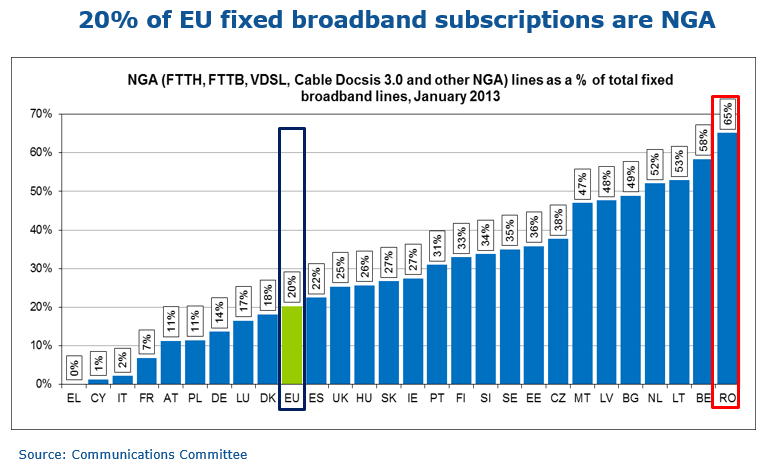 20% of EU fixed broadband subscriptions are NGA
NGA (FTTH, FTTB, VDSL, Cable Docsis 3.0 and other NGA) lines as a % of total fixed
broadband lines, January 2013
70%
60%
50%
40%
30%
20%
10%
0%
0% 1% 2% 7% 11% 11% 14% 17% 18% 20% 22% 25% 26% 27% 27% 31% 33% 34% 35% 36% 38% 47% 48% 49% 52% 53% 58% 65%
EL CY IT FR AT PL DE LU DK EU ES UK HU SK IE PT FI SI SE EE CZ MT LV BG NL LT BE RO
Source: Communications Committee